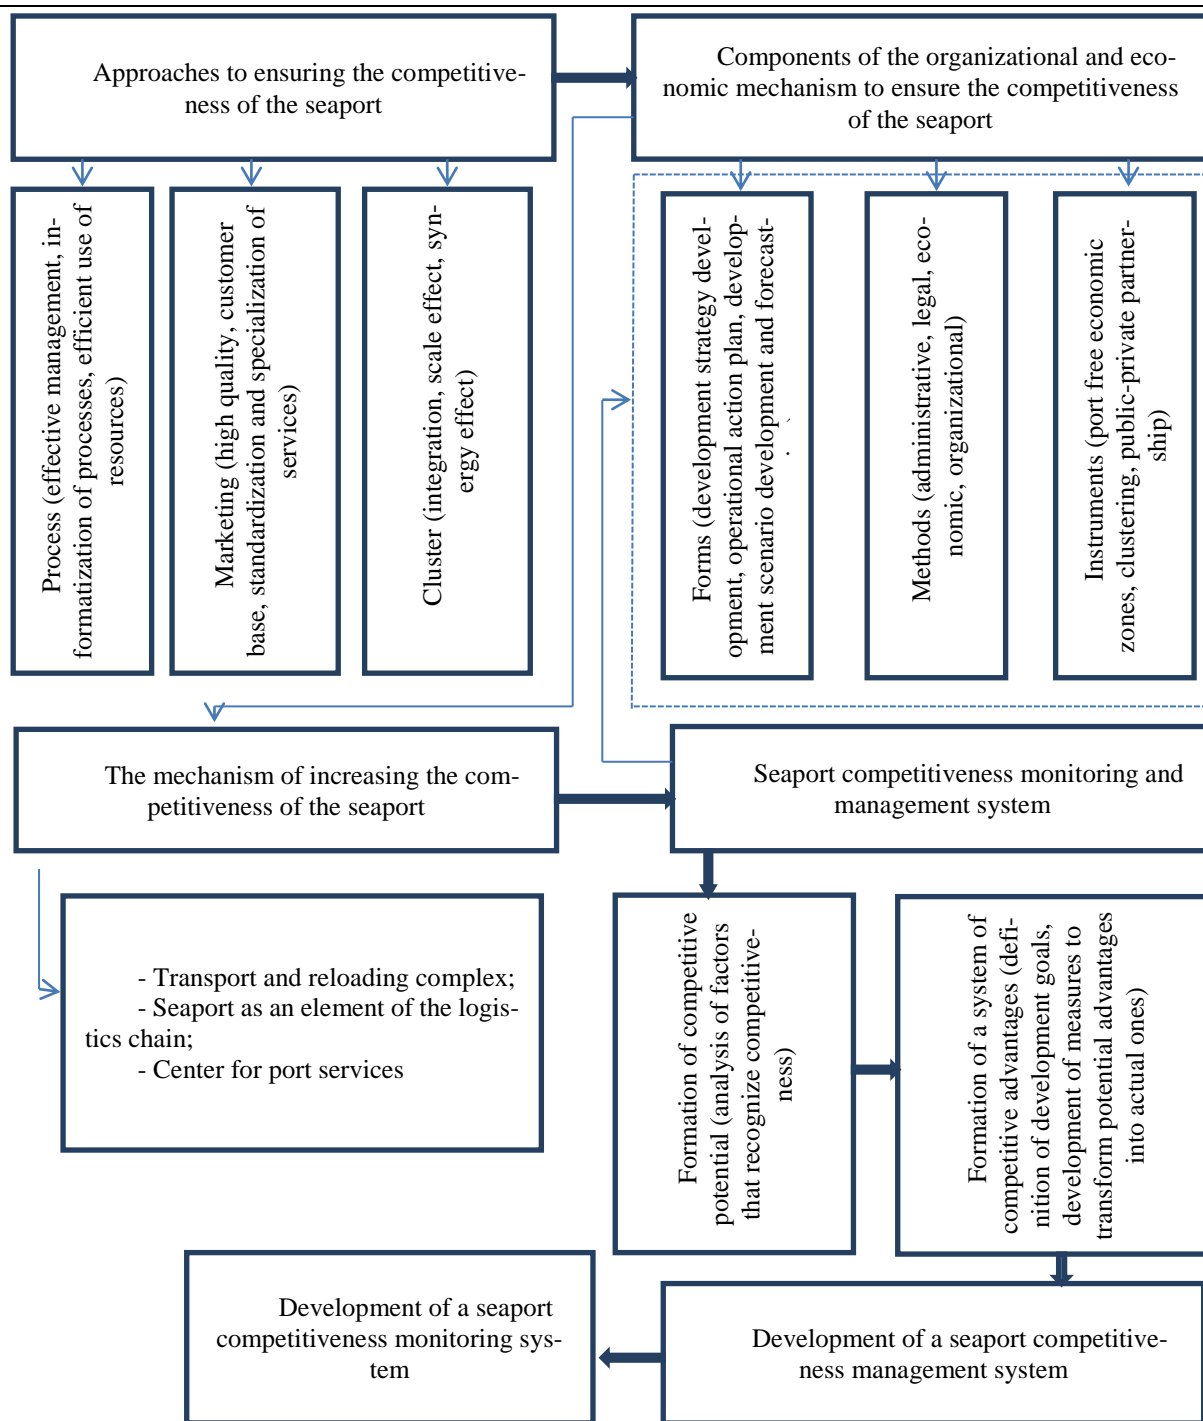 Approaches to ensuring the competitive-
ness of the seaport
Components of the organizational and eco-
nomic mechanism to ensure the competitiveness
of the seaport
Process (effective management, in-
formatization of processes, efficient use of
resources)
Marketing (high quality, customer
base, standardization and specialization of
services)
Cluster (integration, scale effect, syn-
ergy effect)
Forms (development strategy devel-
opment, operational action plan, develop-
ment scenario development and forecast-
Methods (administrative, legal, eco-
nomic, organizational)
Instruments (port free economic
zones, clustering, public-private partner-
ship)
The mechanism of increasing the com-
petitiveness of the seaport
Seaport competitiveness monitoring and
management system
- Transport and reloading complex;
- Seaport as an element of the logis-
tics chain;
- Center for port services
Formation of competitive
potential (analysis of factors
that recognize competitive-
ness)
Formation of a system of
competitive advantages (defi-
nition of development goals,
development of measures to
transform potential advantages
into actual ones)
Development of a seaport
competitiveness monitoring sys-
tem
Development of a seaport competitive-
ness management system